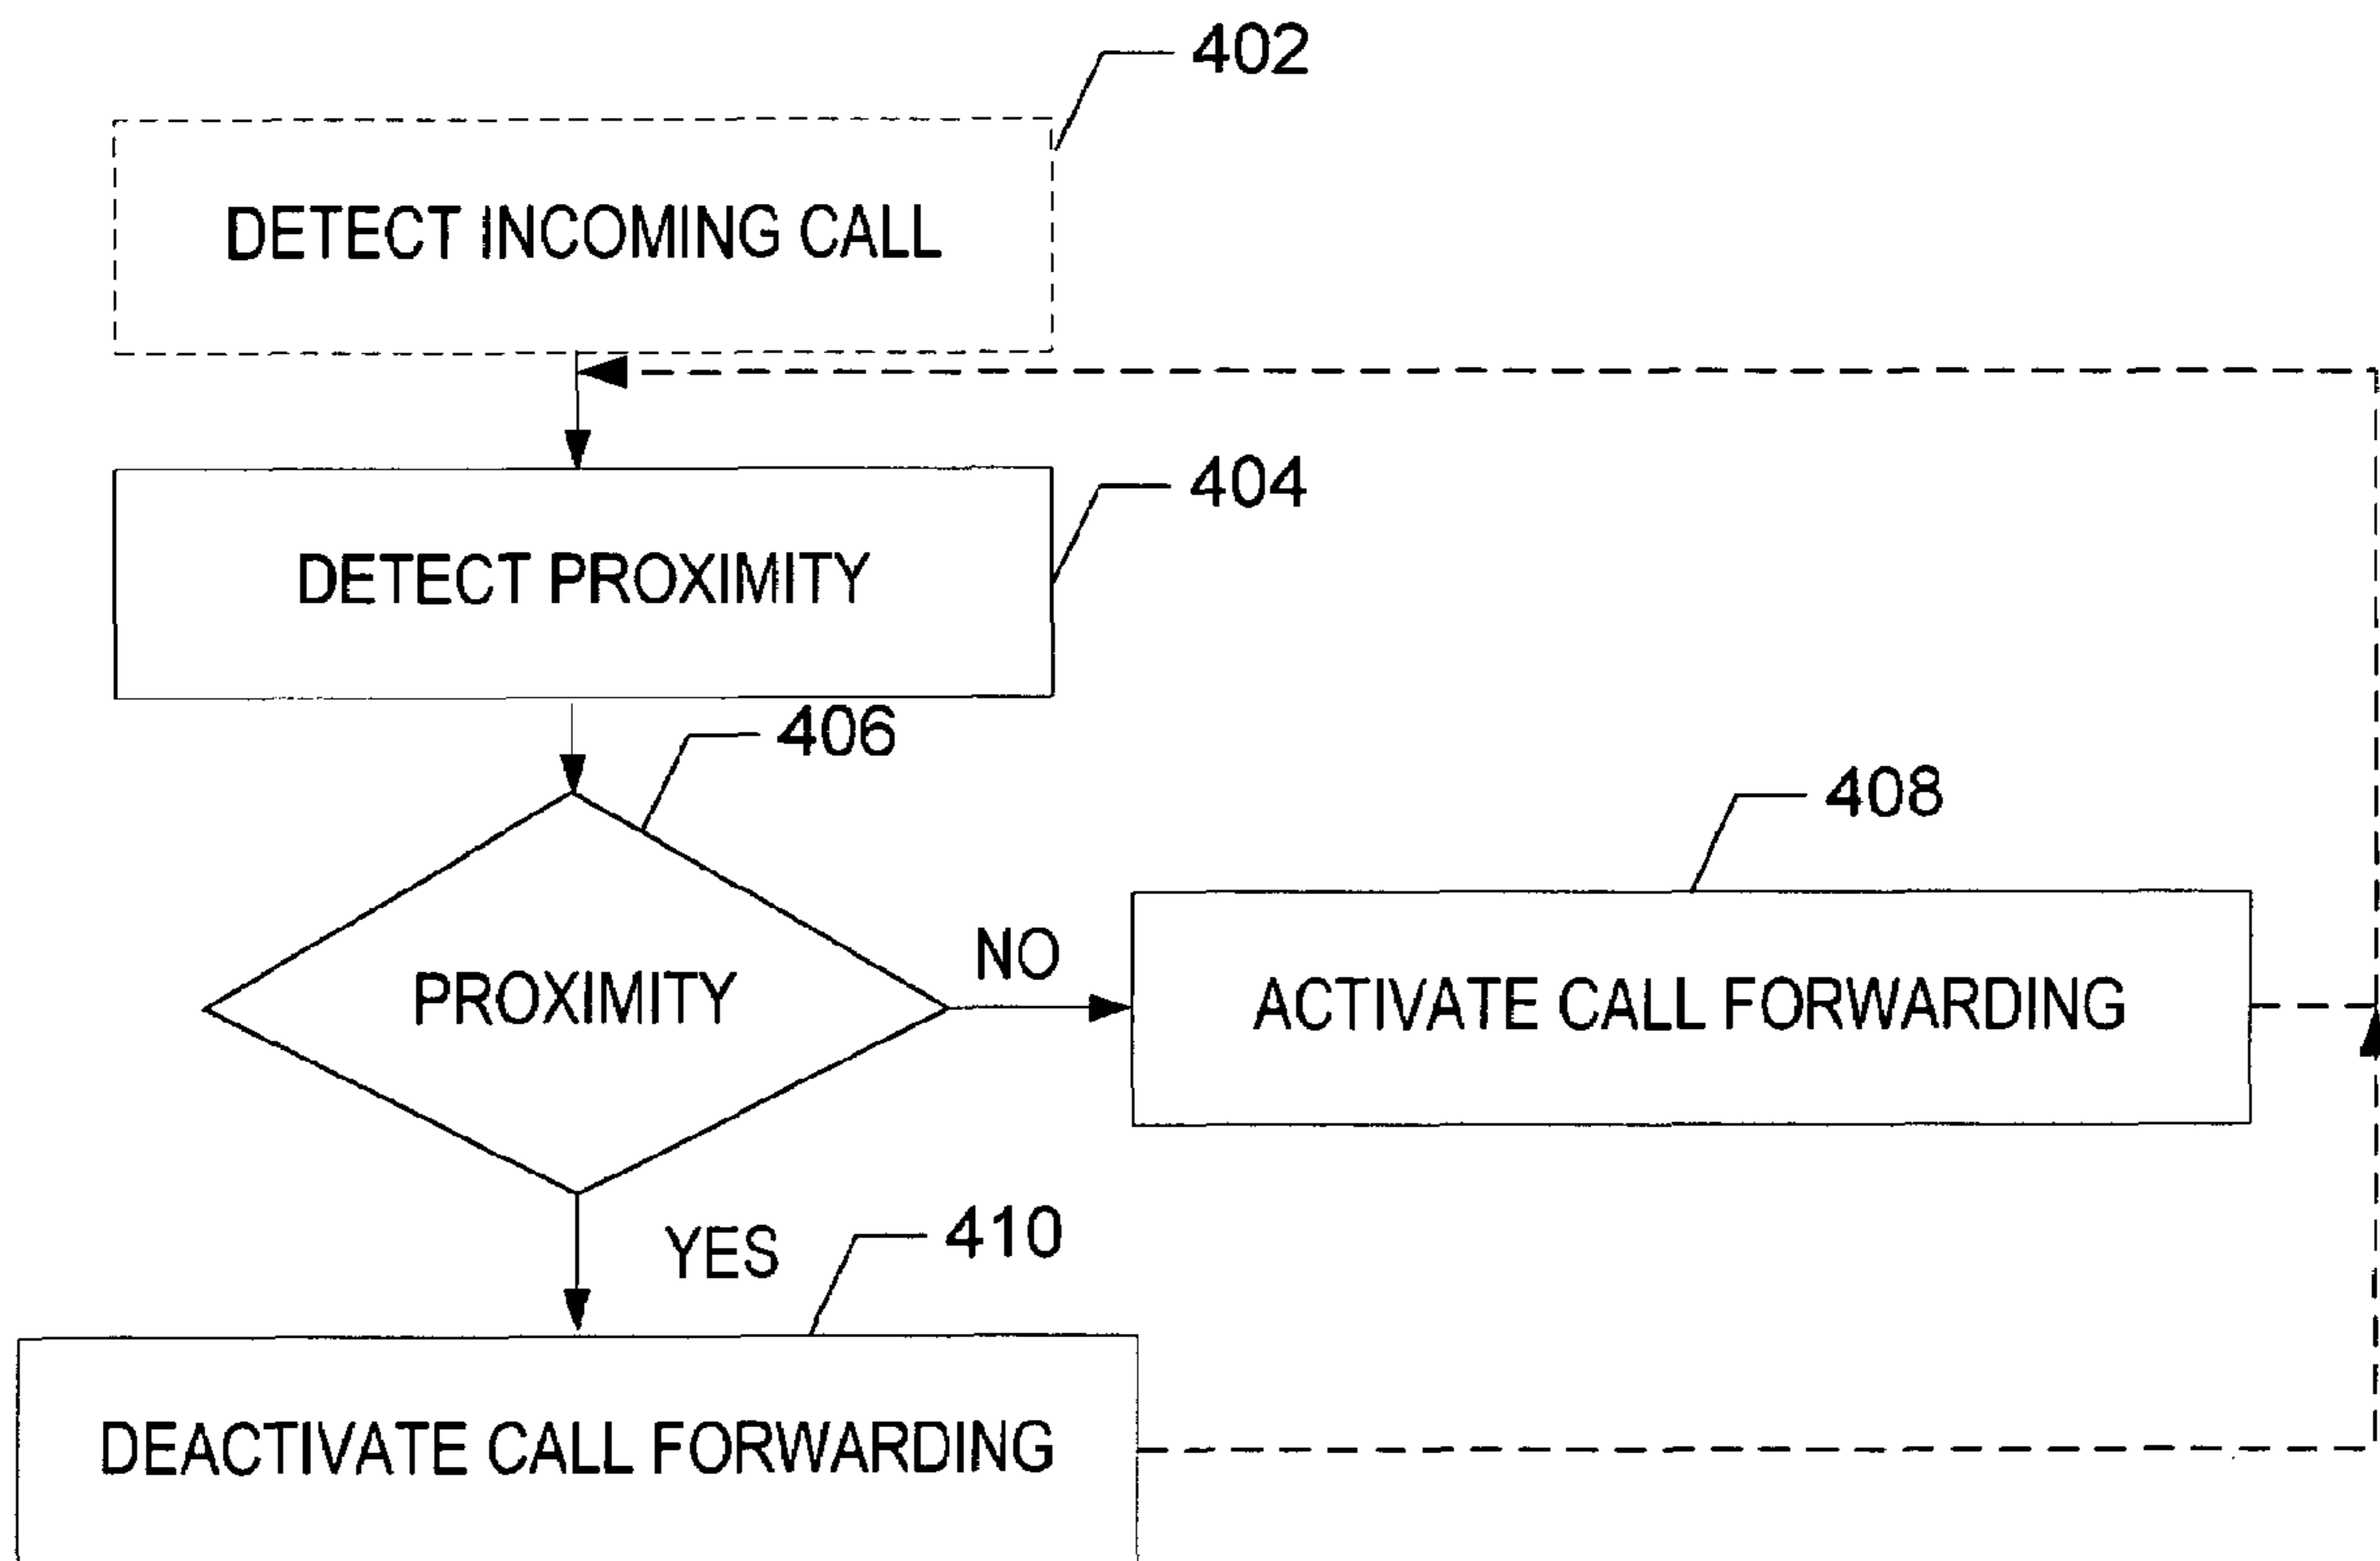 402
DETECT INCOMING CALL
404
DETECT PROXIMITY
406
408
PROXIMITY
NO
ACTIVATE CALL FORWARDING
YES
410
DEACTIVATE CALL FORWARDING